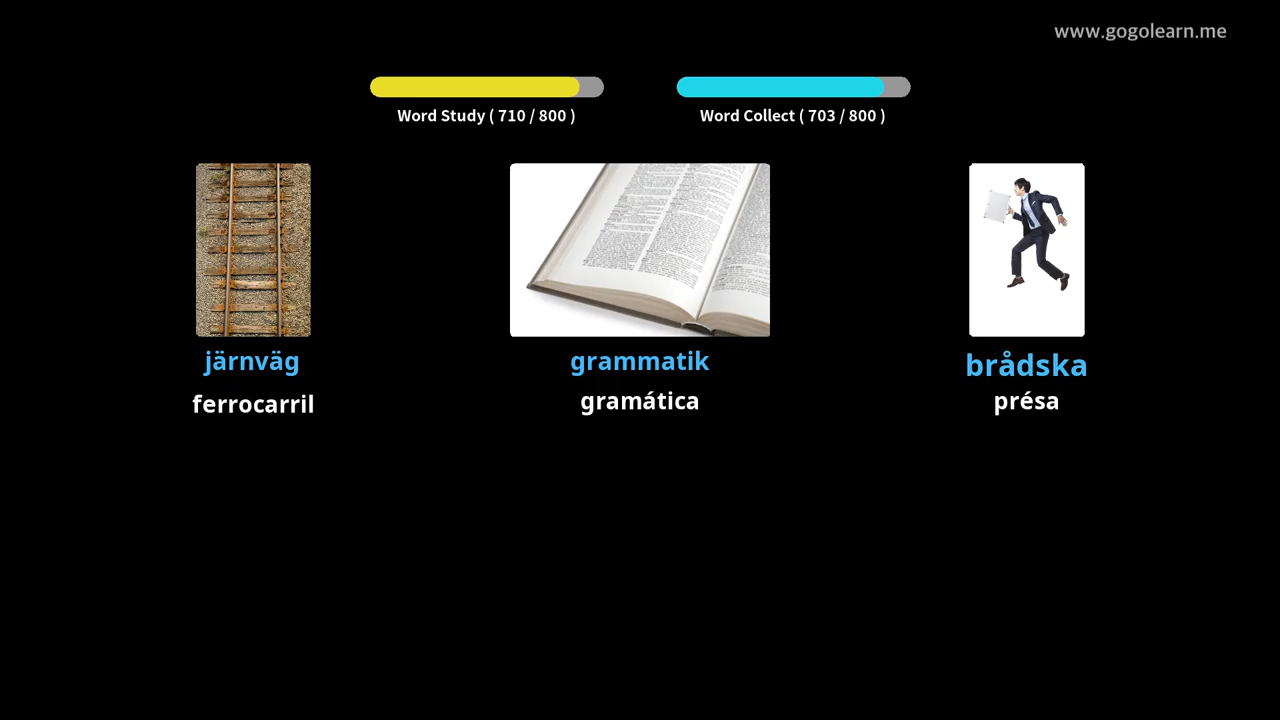 www.gogolearn.me
Word Study ( 710 / 800 )
Word Collect ( 703 / 800 )
järnväg
grammatik
brådska
ferrocarril
gramática
présa